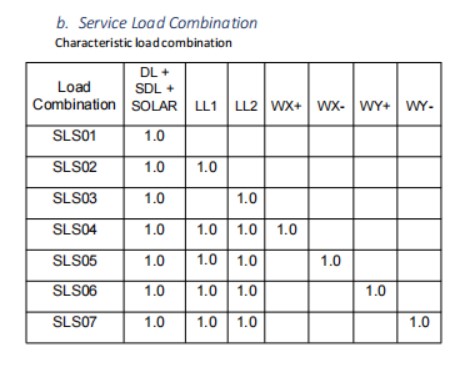 b. Service Load Combination
Characteristic load combination
Load Combination DL + SDL + SOLAR LL1 LL2 WX+ WX- WY+ WY-
SLS01 1.0
SLS02 1.0 1.0
SLS03 1.0 1.0
SLS04 1.0 1.0 1.0 1.0
SLS05 1.0 1.0 1.0 1.0
SLS06 1.0 1.0 1.0 1.0
SLS07 1.0 1.0 1.0 1.0